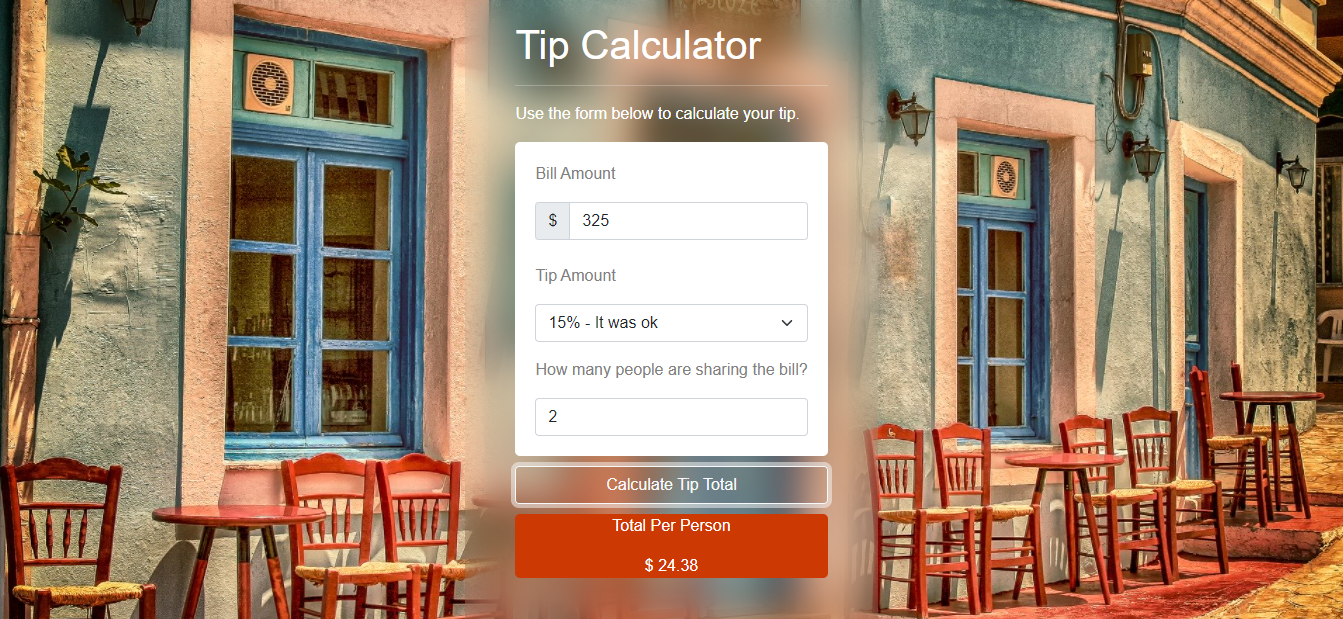 Tip Calculator
Use the form below to calculate your tip.
Bill Amount
$ 325
Tip Amount
15% - It was ok
How many people are sharing the bill?
2
Calculate Tip Total
Total Per Person
$ 24.38